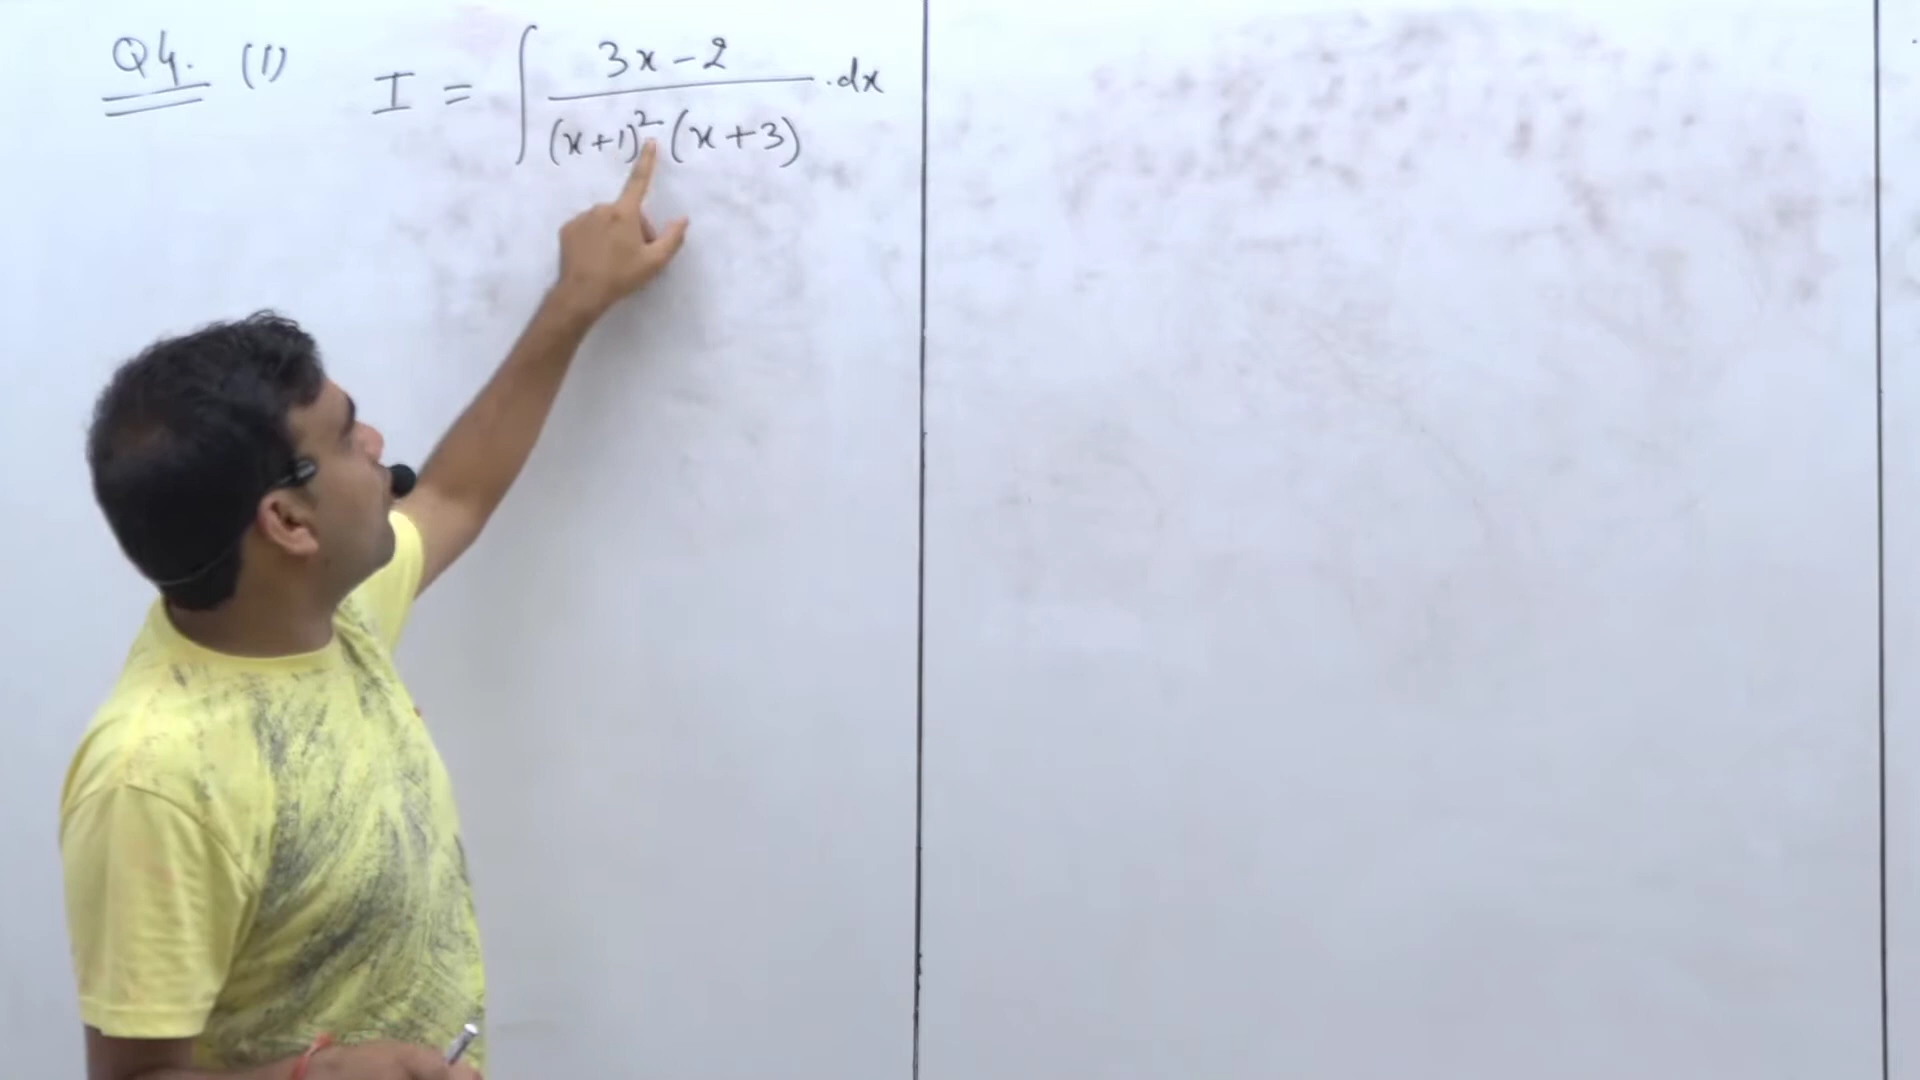 Q4. (1) I = ∫ (3x - 2) / ((x+1)² (x+3)) .dx